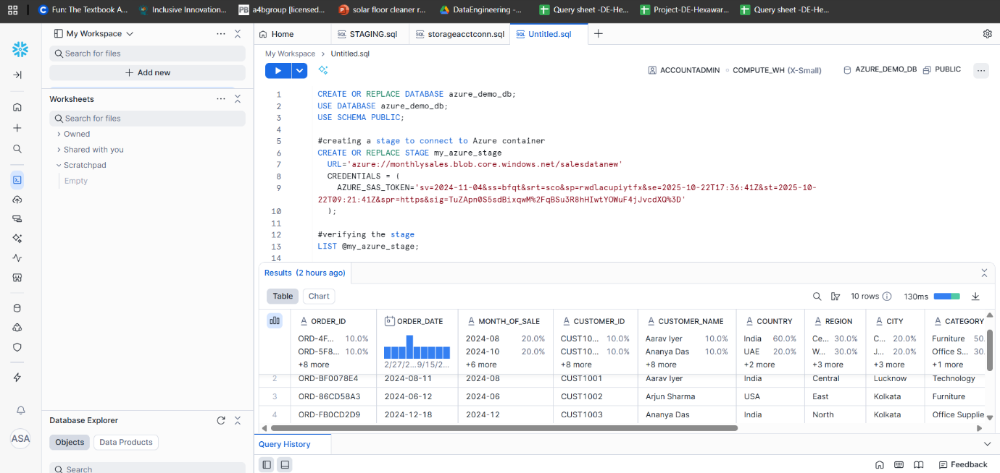 Fun: The Textbook A...
Inclusive Innovation...
PB a4bgroup [licensed...
solar floor cleaner r...
DataEngineering -...
Query sheet -DE-He...
Project-DE-Hexawar...
Query sheet -DE-He...
My Workspace
Search for files
Add new
Worksheets
Search for files
Owned
Shared with you
Scratchpad
Empty
Database Explorer
Objects Data Products
Search
ASA
Home
SQL STAGING.sql
SQL storageacctconn.sql
SQL Untitled.sql
My Workspace > Untitled.sql
ACCOUNTADMIN COMPUTE_WH (X-Small) AZURE_DEMO_DB PUBLIC
1 CREATE OR REPLACE DATABASE azure_demo_db;
2 USE DATABASE azure_demo_db;
3 USE SCHEMA PUBLIC;
4
5 #creating a stage to connect to Azure container
6 CREATE OR REPLACE STAGE my_azure_stage
7 URL='azure://monthlysales.blob.core.windows.net/salesdatanew'
8 CREDENTIALS = (
9 AZURE_SAS_TOKEN='sv=2024-11-04&ss=bfqt&srt=sco&sp=rwdlacupiytfx&se=2025-10-22T17:36:41Z&st=2025-10-
22T09:21:41Z&spr=https&sig=TuZApn0S5sdBixqwM%2FqBSu3R8hHIwtYOWuF4jJvcdXQ%3D'
10 );
11
12 #verifying the stage
13 LIST @my_azure_stage;
14
Results (2 hours ago)
Table Chart
10 rows 130ms
ORDER_ID ORDER_DATE MONTH_OF_SALE CUSTOMER_ID CUSTOMER_NAME COUNTRY REGION CITY CATEGORY
ORD-4F... 10.0% 2024-08 20.0% CUST10... 10.0% Aarav Iyer 10.0% India 60.0% Ce... 30.0% C... 20.0% Furniture 50.
ORD-5F8... 10.0% 2024-10 20.0% CUST10... 10.0% Ananya Das 10.0% UAE 20.0% W... 30.0% J... 20.0% Office S... 30.
+8 more 2/27/2...9/15/2... +6 more +8 more +8 more +2 more +3 more +3 more +1 more
2 ORD-BF0078E4 2024-08-11 2024-08 CUST1001 Aarav Iyer India Central Lucknow Technology
3 ORD-86CD58A3 2024-06-12 2024-06 CUST1002 Arjun Sharma USA East Kolkata Furniture
4 ORD-FB0CD2D9 2024-12-18 2024-12 CUST1003 Ananya Das India North Kolkata Office Supplie
Query History
Feedback